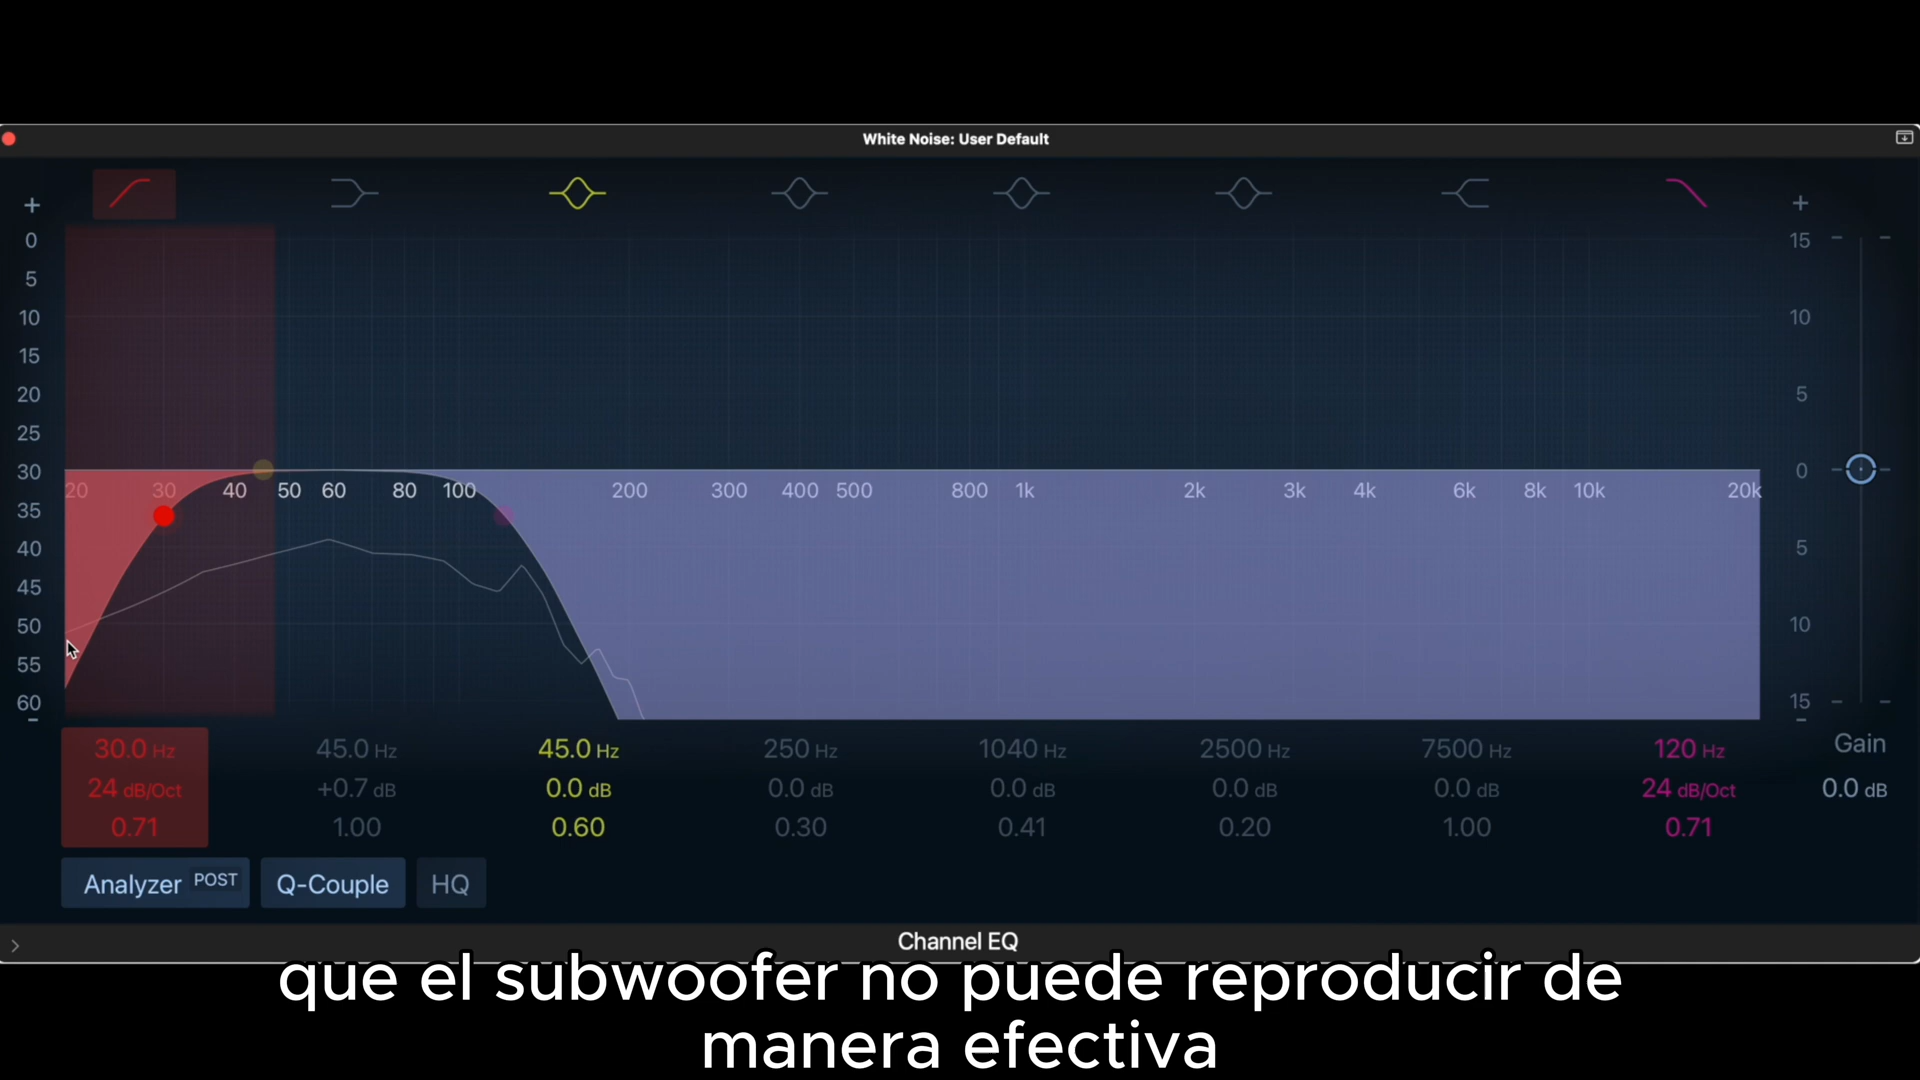 White Noise: User Default
+ +
0 15
5
10 10
15
20 5
25
30 0
20 30 40 50 60 80 100 200 300 400 500 800 1k 2k 3k 4k 6k 8k 10k 20k
35
40 5
45
50 10
55
60 15
- -
30.0 Hz 45.0 Hz 45.0 Hz 250 Hz 1040 Hz 2500 Hz 7500 Hz 120 Hz Gain
24 dB/Oct +0.7 dB 0.0 dB 0.0 dB 0.0 dB 0.0 dB 0.0 dB 24 dB/Oct 0.0 dB
0.71 1.00 0.60 0.30 0.41 0.20 1.00 0.71
Analyzer POST Q-Couple HQ
Channel EQ
que el subwoofer no puede reproducir de
manera efectiva